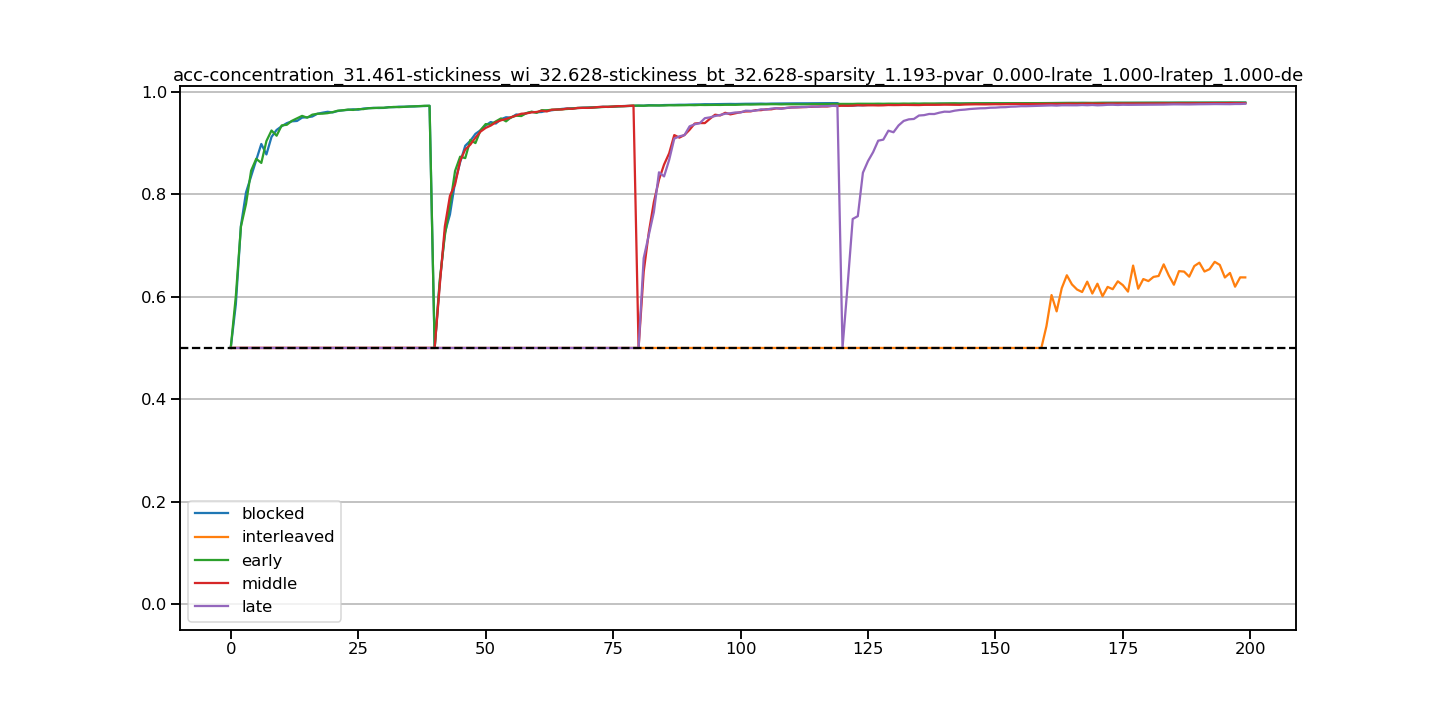 acc-concentration_31.461-stickiness_wi_32.628-stickiness_bt_32.628-sparsity_1.193-pvar_0.000-lrate_1.000-lratep_1.000-de
1.0
0.8
0.6
0.4
0.2
0.0
blocked
interleaved
early
middle
late
0 25 50 75 100 125 150 175 200